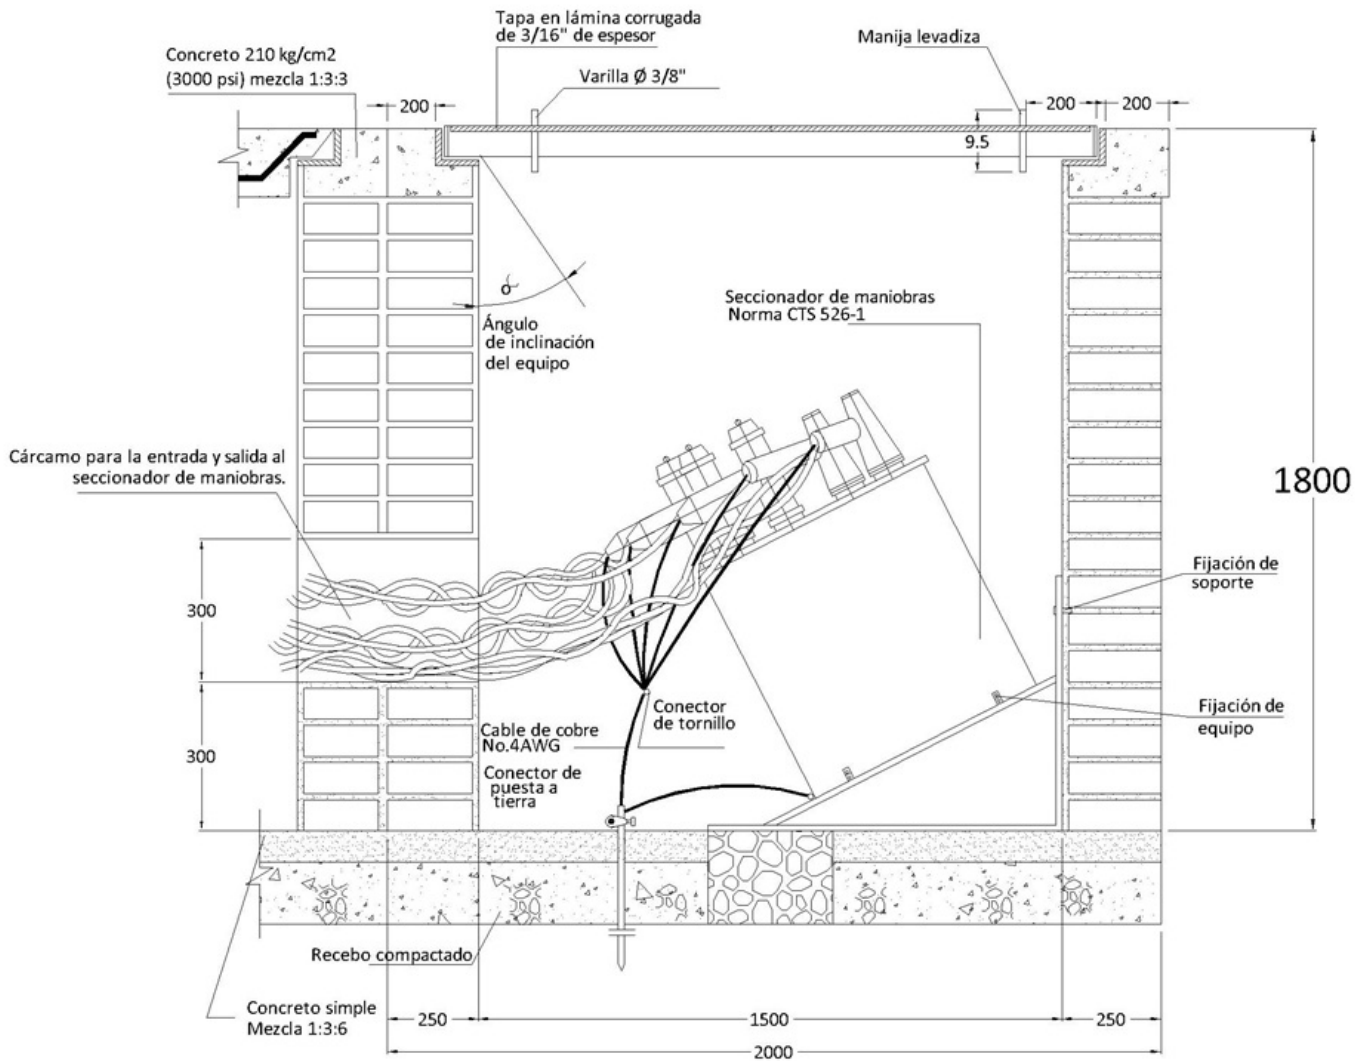 Tapa en lámina corrugada
de 3/16" de espesor
Manija levadiza
Concreto 210 kg/cm2
(3000 psi) mezcla 1:3:3
Varilla Ø 3/8"
200
200
200
9.5
Seccionador de maniobras
Norma CTS 526-1
Ángulo
de inclinación
del equipo
Cárcamo para la entrada y salida al
seccionador de maniobras.
1800
Fijación de
soporte
300
Conector
de tornillo
Fijación de
equipo
Cable de cobre
No.4AWG
300
Conector de
puesta a
tierra
Recebo compactado
Concreto simple
Mezcla 1:3:6
250
1500
250
2000